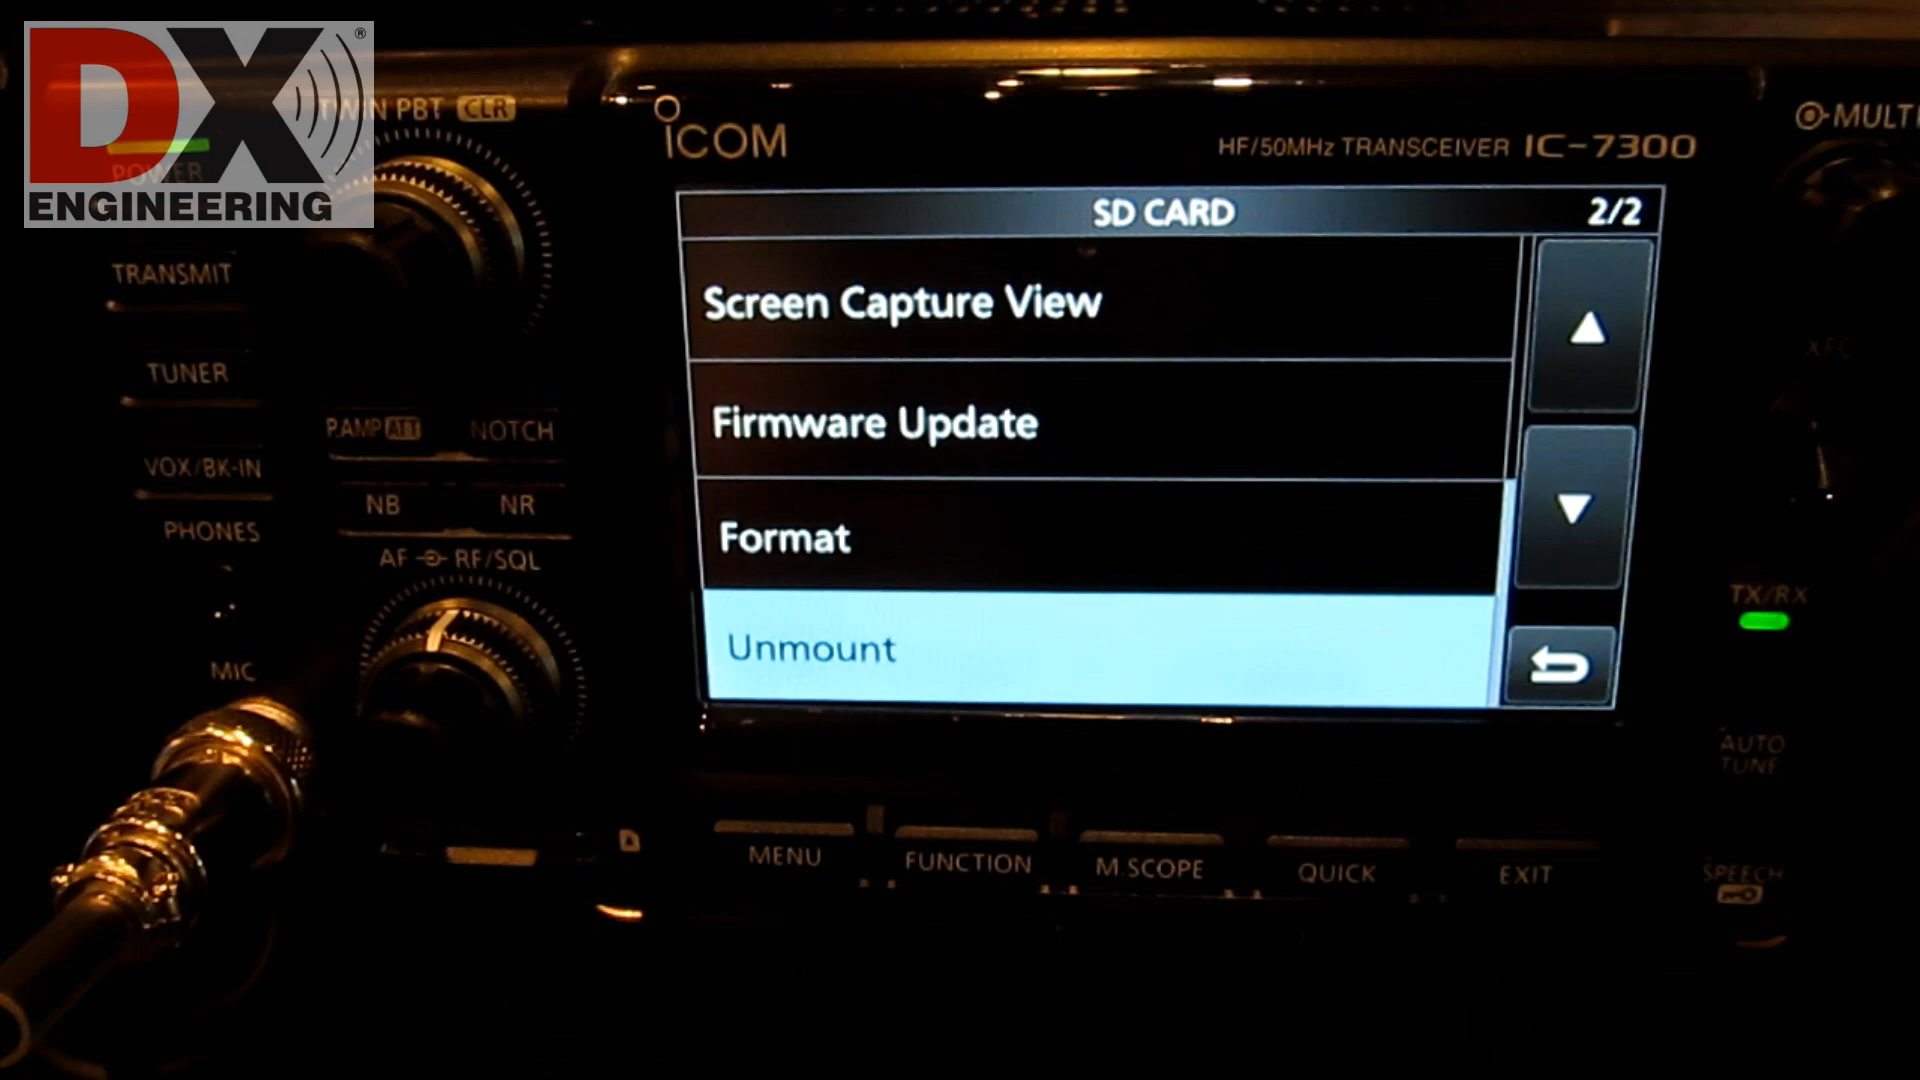 DX®
ENGINEERING
TWIN PBT CLR
POWER
ICOM
HF/50MHz TRANSCEIVER IC-7300
MULTI
SD CARD 2/2
Screen Capture View
Firmware Update
Format
Unmount
TRANSMIT
TUNER
VOX/BK-IN
PHONES
MIC
P.AMP ATT NOTCH
NB NR
AF RF/SQL
XFC
TX/RX
AUTO
TUNE
SPEECH
MENU FUNCTION M.SCOPE QUICK EXIT